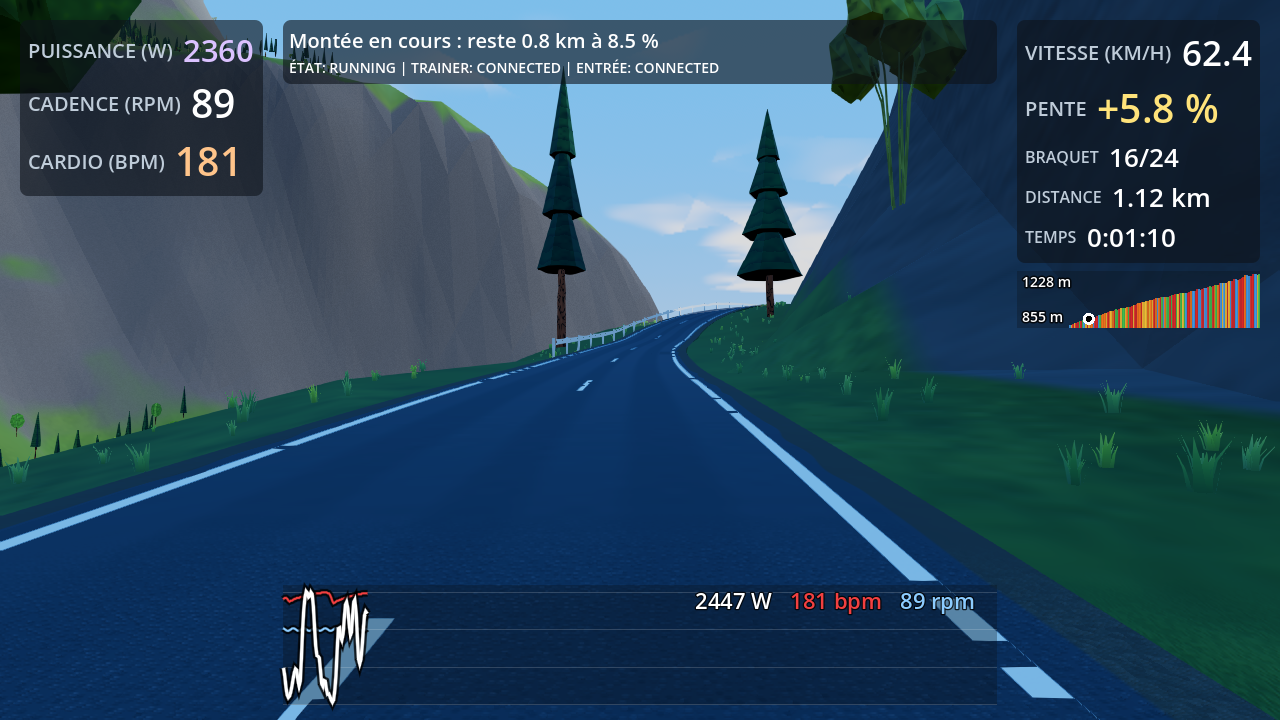 PUISSANCE (W) 2360
CADENCE (RPM) 89
CARDIO (BPM) 181
Montée en cours : reste 0.8 km à 8.5 %
ÉTAT: RUNNING | TRAINER: CONNECTED | ENTRÉE: CONNECTED
VITESSE (KM/H) 62.4
PENTE +5.8 %
BRAQUET 16/24
DISTANCE 1.12 km
TEMPS 0:01:10
1228 m
855 m
2447 W 181 bpm 89 rpm